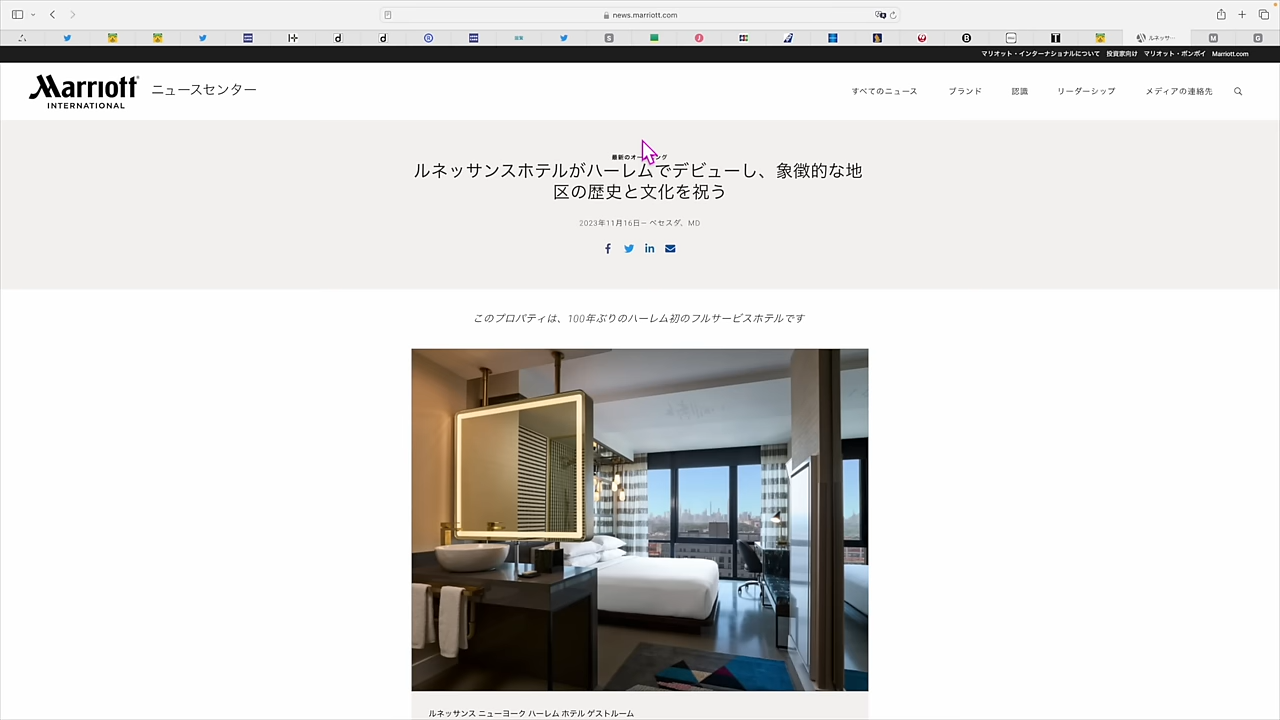 news.marriott.com
ルネッサ…
マリオット・インターナショナルについて 投資家向け マリオット・ボンボイ Marriott.com
Marriott
INTERNATIONAL
ニュースセンター
すべてのニュース ブランド 認識 リーダーシップ メディアの連絡先
ルネッサンスホテルがハーレムでデビューし、象徴的な地
区の歴史と文化を祝う
2023年11月16日– ベセスダ, MD
このプロパティは、100年ぶりのハーレム初のフルサービスホテルです
ルネッサンス ニューヨーク ハーレム ホテル ゲストルーム